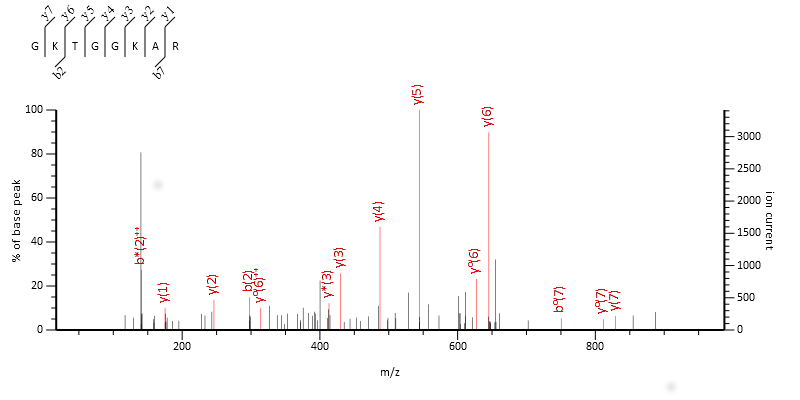 y7 y6 y5 y4 y3 y2 y1
G K T G G K A R
b2 b7
100
80
60
40
20
0
% of base peak
3000
2500
2000
1500
1000
500
0
ion current
b*(2)++
y(1)
y(2)
b(2)
y°(6)++
y*(3)
y(3)
y(4)
y(5)
y°(6)
y(6)
b°(7)
y°(7)
y(7)
200 400 600 800
m/z